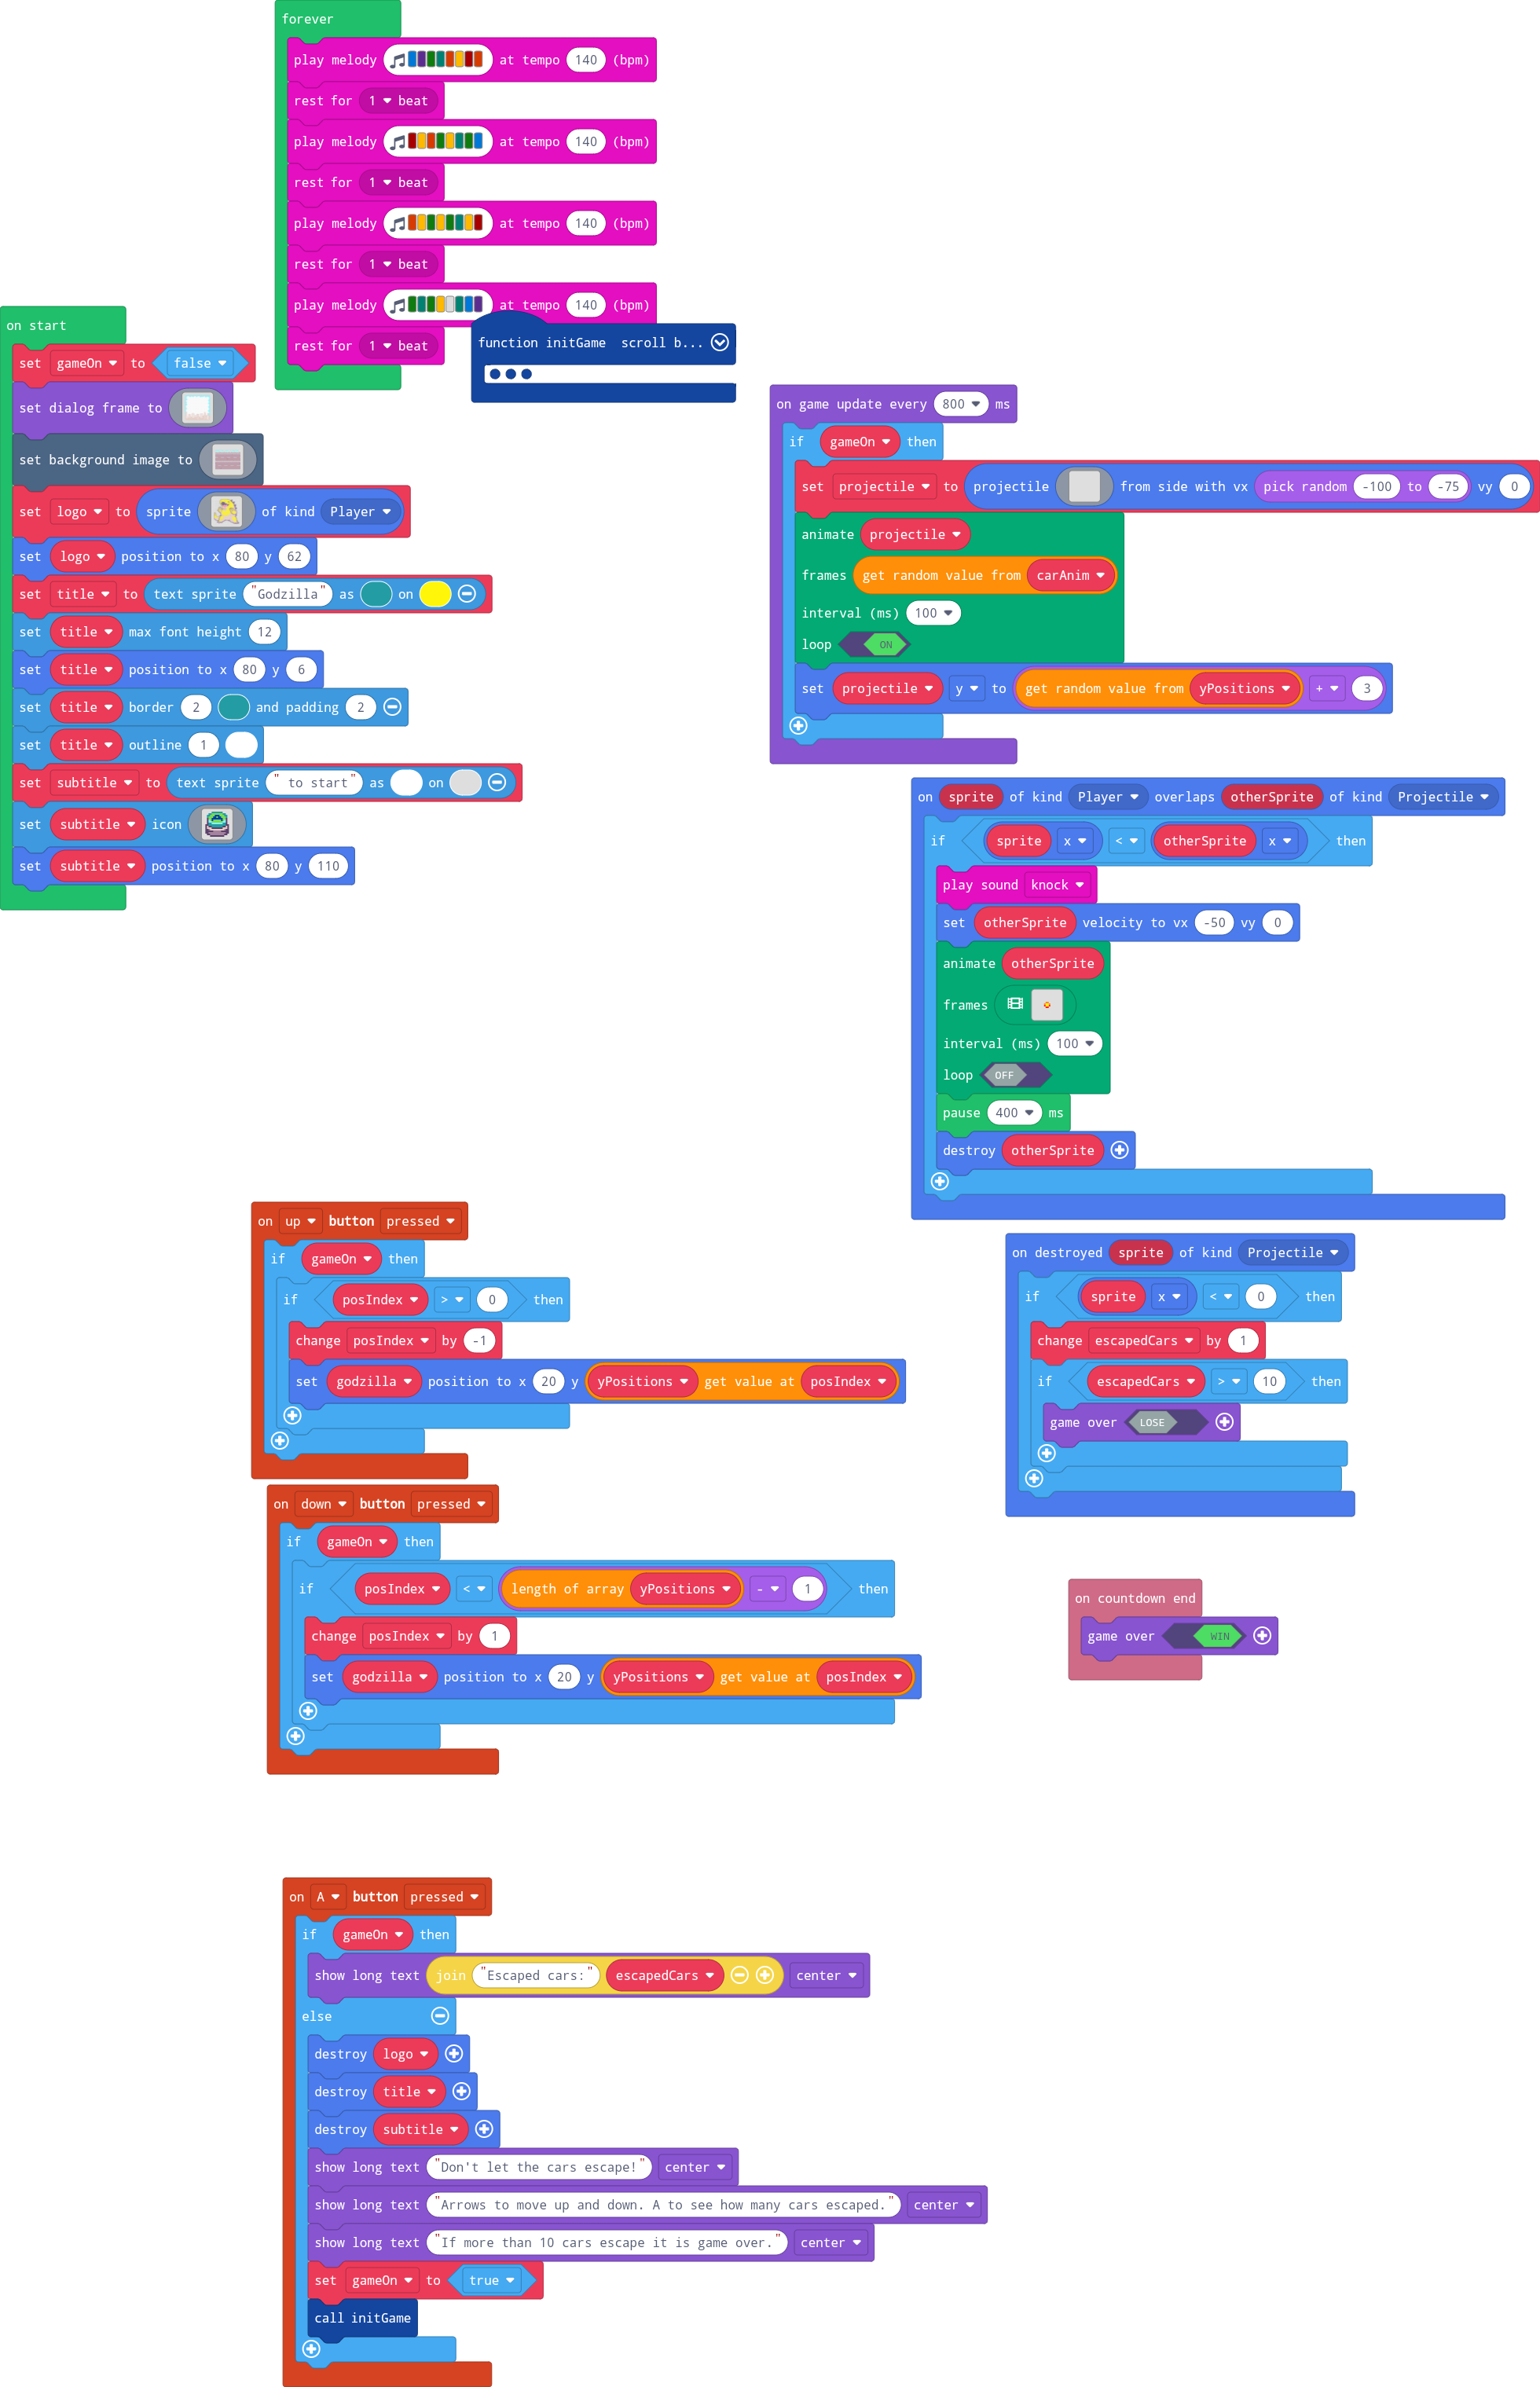 forever
play melody at tempo 140 (bpm)
rest for 1 beat
play melody at tempo 140 (bpm)
rest for 1 beat
play melody at tempo 140 (bpm)
rest for 1 beat
play melody at tempo 140 (bpm)
rest for 1 beat
function initGame scroll b...
on start
set gameOn to false
set dialog frame to
set background image to
set logo to sprite of kind Player
set logo position to x 80 y 62
set title to text sprite "Godzilla" as on
set title max font height 12
set title position to x 80 y 6
set title border 2 and padding 2
set title outline 1
set subtitle to text sprite " to start" as on
set subtitle icon
set subtitle position to x 80 y 110
on game update every 800 ms
if gameOn then
set projectile to projectile from side with vx pick random -100 to -75 vy 0
animate projectile
frames get random value from carAnim
interval (ms) 100
loop ON
set projectile y to get random value from yPositions + 3
on sprite of kind Player overlaps otherSprite of kind Projectile
if sprite x < otherSprite x then
play sound knock
set otherSprite velocity to vx -50 vy 0
animate otherSprite
frames
interval (ms) 100
loop OFF
pause 400 ms
destroy otherSprite
on up button pressed
if gameOn then
if posIndex > 0 then
change posIndex by -1
set godzilla position to x 20 y yPositions get value at posIndex
on destroyed sprite of kind Projectile
if sprite x < 0 then
change escapedCars by 1
if escapedCars > 10 then
game over LOSE
on down button pressed
if gameOn then
if posIndex < length of array yPositions - 1 then
change posIndex by 1
set godzilla position to x 20 y yPositions get value at posIndex
on countdown end
game over WIN
on A button pressed
if gameOn then
show long text join "Escaped cars:" escapedCars center
else
destroy logo
destroy title
destroy subtitle
show long text "Don't let the cars escape!" center
show long text "Arrows to move up and down. A to see how many cars escaped." center
show long text "If more than 10 cars escape it is game over." center
set gameOn to true
call initGame